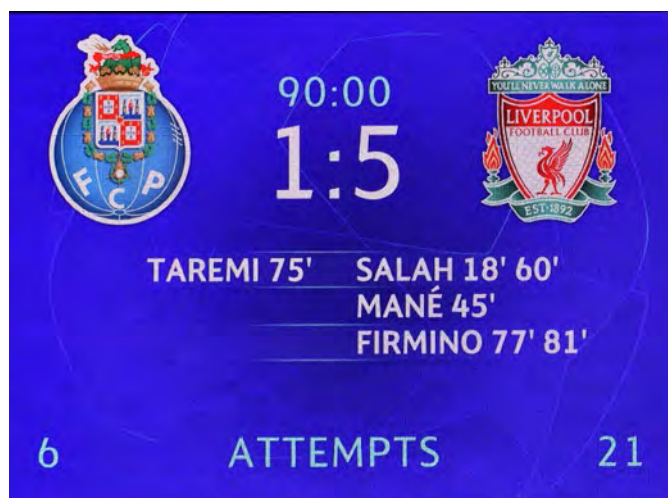 90:00
1:5
YOU'LL NEVER WALK ALONE
LIVERPOOL
FOOTBALL CLUB
EST·1892
FCP
TAREMI 75' SALAH 18' 60'
MANÉ 45'
FIRMINO 77' 81'
6 ATTEMPTS 21